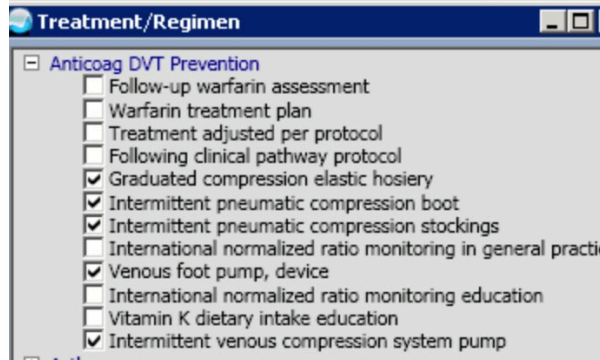 Treatment/Regimen
Anticoag DVT Prevention
Follow-up warfarin assessment
Warfarin treatment plan
Treatment adjusted per protocol
Following clinical pathway protocol
Graduated compression elastic hosiery
Intermittent pneumatic compression boot
Intermittent pneumatic compression stockings
International normalized ratio monitoring in general practi
Venous foot pump, device
International normalized ratio monitoring education
Vitamin K dietary intake education
Intermittent venous compression system pump